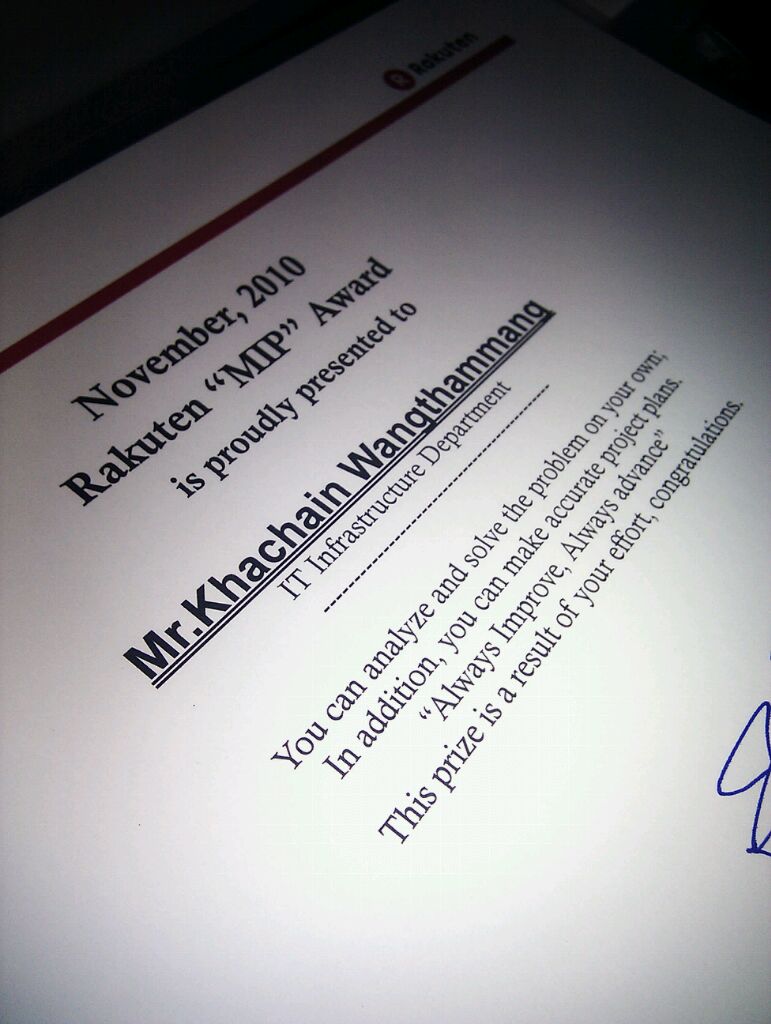 Rakuten
November, 2010
Rakuten “MIP” Award
is proudly presented to
Mr.Khachain Wangthammang
IT Infrastructure Department
You can analyze and solve the problem on your own;
In addition, you can make accurate project plans.
“Always Improve, Always advance”
This prize is a result of your effort, congratulations.